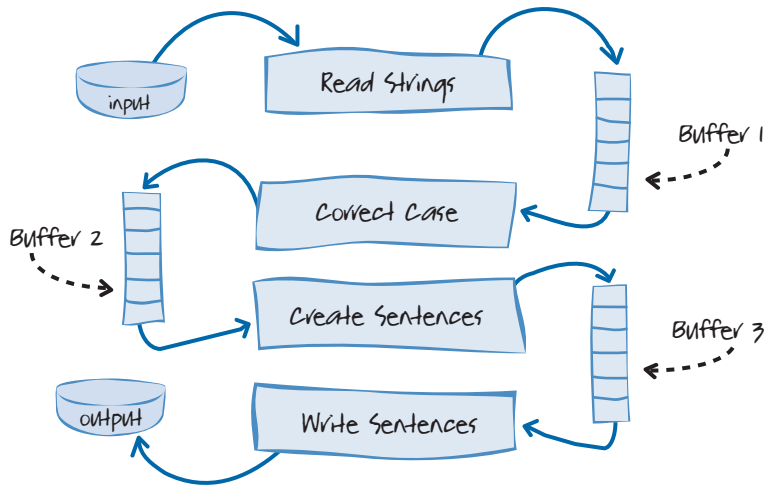 input
Read Strings
Buffer 1
Correct Case
Buffer 2
Create Sentences
Buffer 3
output
Write Sentences